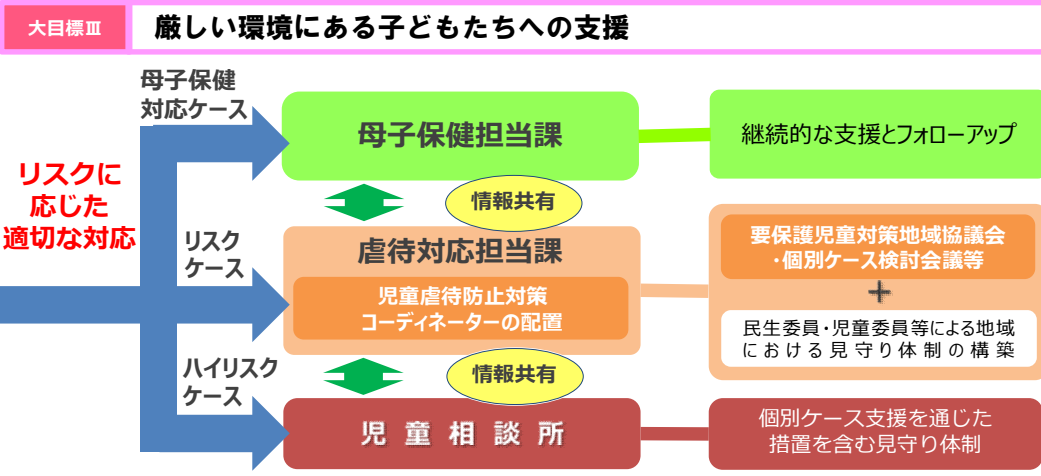 大目標Ⅲ
厳しい環境にある子どもたちへの支援
母子保健
対応ケース
母子保健担当課
継続的な支援とフォローアップ
リスクに
応じた
適切な対応
情報共有
リスク
ケース
虐待対応担当課
児童虐待防止対策
コーディネーターの配置
要保護児童対策地域協議会
・個別ケース検討会議等
+
民生委員・児童委員等による地域
における見守り体制の構築
情報共有
ハイリスク
ケース
児童相談所
個別ケース支援を通じた
措置を含む見守り体制